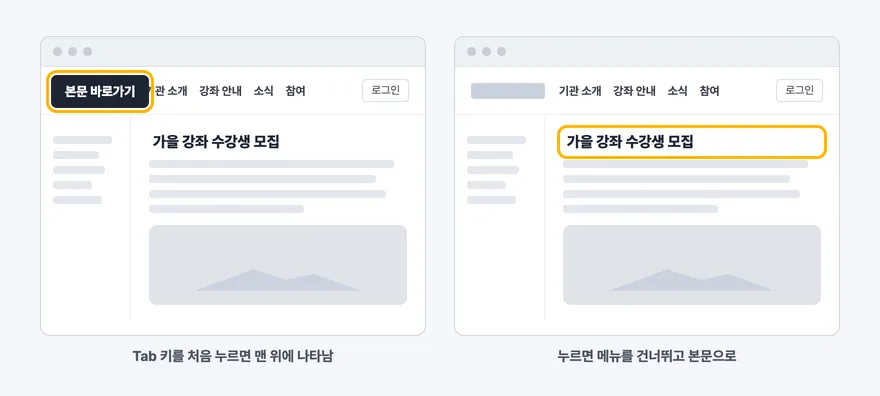 본문 바로가기
관 소개 강좌 안내 소식 참여 로그인
가을 강좌 수강생 모집
Tab 키를 처음 누르면 맨 위에 나타남
기관 소개 강좌 안내 소식 참여 로그인
가을 강좌 수강생 모집
누르면 메뉴를 건너뛰고 본문으로